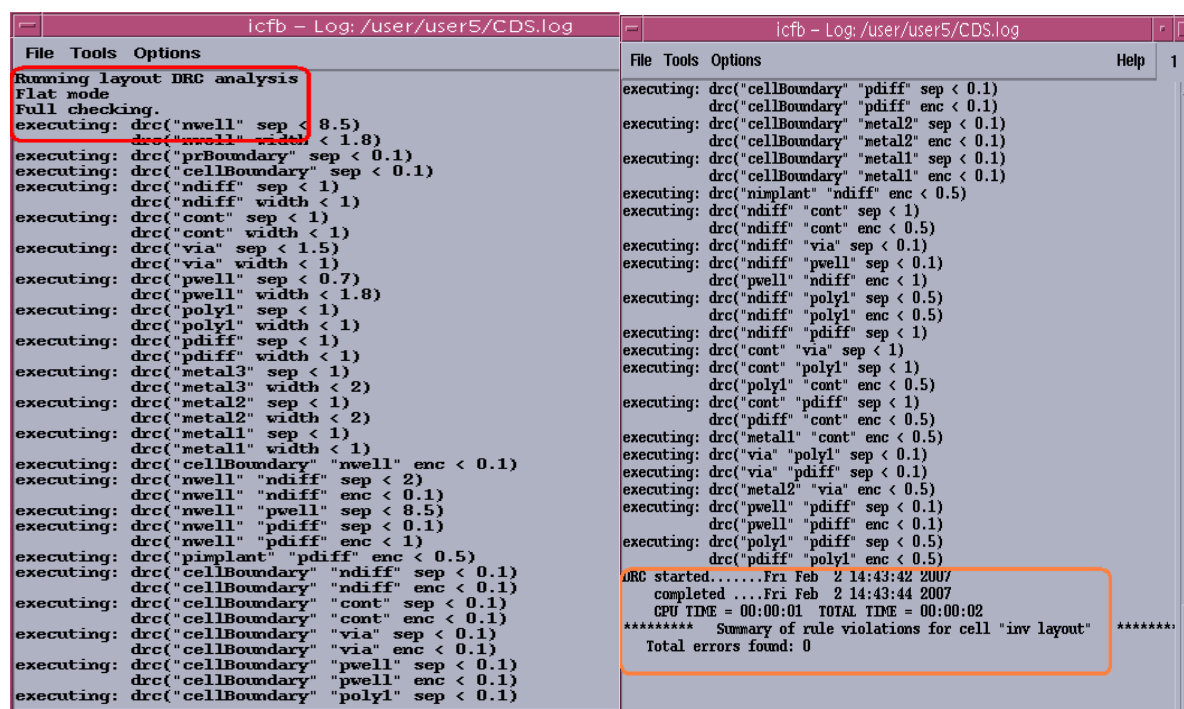 icfb – Log: /user/user5/CDS.log
File Tools Options
Running layout DRC analysis
Flat mode
Full checking.
executing: drc("nwell" sep < 8.5)
drc("nwell" width < 1.8)
executing: drc("prBoundary" sep < 0.1)
executing: drc("cellBoundary" sep < 0.1)
executing: drc("ndiff" sep < 1)
drc("ndiff" width < 1)
executing: drc("cont" sep < 1)
drc("cont" width < 1)
executing: drc("via" sep < 1.5)
drc("via" width < 1)
executing: drc("pwell" sep < 0.7)
drc("pwell" width < 1.8)
executing: drc("poly1" sep < 1)
drc("poly1" width < 1)
executing: drc("pdiff" sep < 1)
drc("pdiff" width < 1)
executing: drc("metal3" sep < 1)
drc("metal3" width < 2)
executing: drc("metal2" sep < 1)
drc("metal2" width < 2)
executing: drc("metal1" sep < 1)
drc("metal1" width < 1)
executing: drc("cellBoundary" "nwell" enc < 0.1)
executing: drc("nwell" "ndiff" sep < 2)
drc("nwell" "ndiff" enc < 0.1)
executing: drc("nwell" "pwell" sep < 8.5)
executing: drc("nwell" "pdiff" sep < 0.1)
drc("nwell" "pdiff" enc < 1)
executing: drc("pimplant" "pdiff" enc < 0.5)
executing: drc("cellBoundary" "ndiff" sep < 0.1)
drc("cellBoundary" "ndiff" enc < 0.1)
executing: drc("cellBoundary" "cont" sep < 0.1)
drc("cellBoundary" "cont" enc < 0.1)
executing: drc("cellBoundary" "via" sep < 0.1)
drc("cellBoundary" "via" enc < 0.1)
executing: drc("cellBoundary" "pwell" sep < 0.1)
drc("cellBoundary" "pwell" enc < 0.1)
executing: drc("cellBoundary" "poly1" sep < 0.1)
icfb – Log: /user/user5/CDS.log
File Tools Options Help 1
executing: drc("cellBoundary" "pdiff" sep < 0.1)
drc("cellBoundary" "pdiff" enc < 0.1)
executing: drc("cellBoundary" "metal2" sep < 0.1)
drc("cellBoundary" "metal2" enc < 0.1)
executing: drc("cellBoundary" "metal1" sep < 0.1)
drc("cellBoundary" "metal1" enc < 0.1)
executing: drc("nimplant" "ndiff" enc < 0.5)
executing: drc("ndiff" "cont" sep < 1)
drc("ndiff" "cont" enc < 0.5)
executing: drc("ndiff" "via" sep < 0.1)
executing: drc("ndiff" "pwell" sep < 0.1)
drc("pwell" "ndiff" enc < 1)
executing: drc("ndiff" "poly1" sep < 0.5)
drc("ndiff" "poly1" enc < 0.5)
executing: drc("ndiff" "pdiff" sep < 1)
executing: drc("cont" "via" sep < 1)
executing: drc("cont" "poly1" sep < 1)
drc("poly1" "cont" enc < 0.5)
executing: drc("cont" "pdiff" sep < 1)
drc("pdiff" "cont" enc < 0.5)
executing: drc("metal1" "cont" enc < 0.5)
executing: drc("via" "poly1" sep < 0.1)
executing: drc("via" "pdiff" sep < 0.1)
executing: drc("metal2" "via" enc < 0.5)
executing: drc("pwell" "pdiff" sep < 0.1)
drc("pwell" "pdiff" enc < 0.1)
executing: drc("poly1" "pdiff" sep < 0.5)
drc("pdiff" "poly1" enc < 0.5)
DRC started.......Fri Feb 2 14:43:42 2007
completed ....Fri Feb 2 14:43:44 2007
CPU TIME = 00:00:01 TOTAL TIME = 00:00:02
********* Summary of rule violations for cell "inv layout" ********
Total errors found: 0